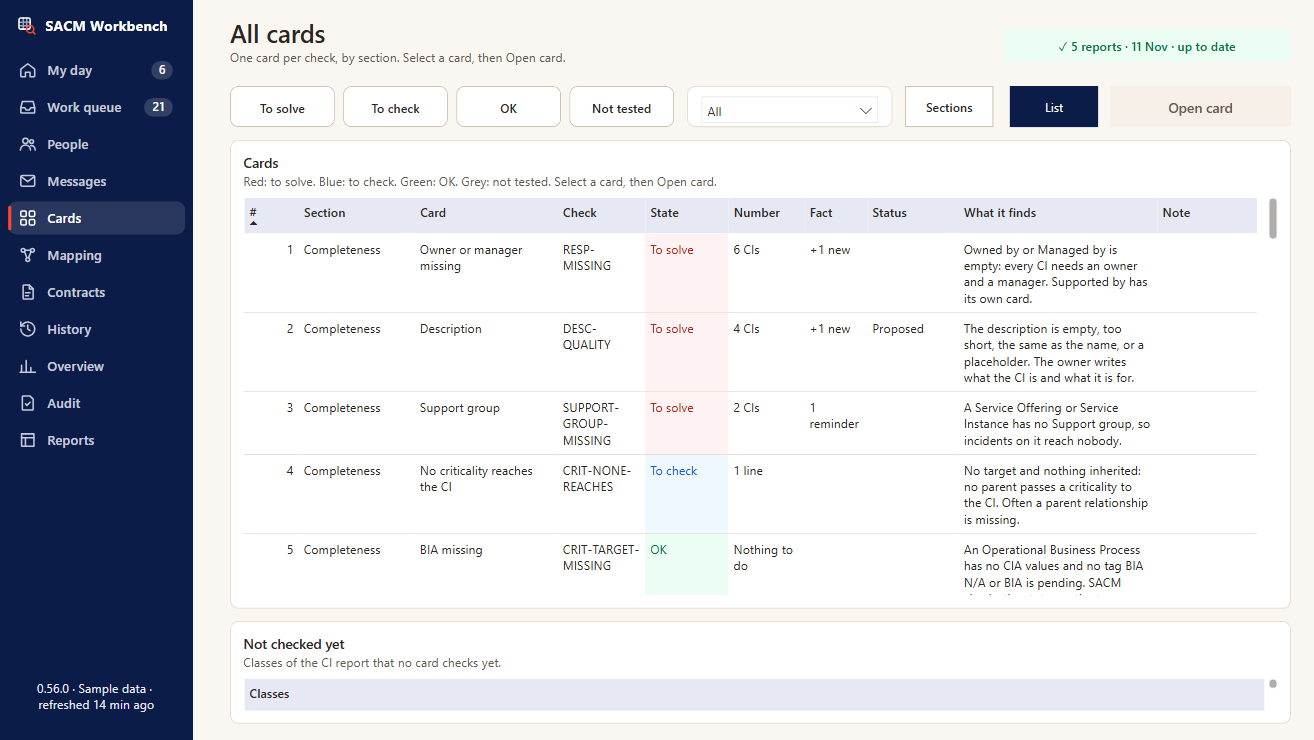 SACM Workbench
My day 6
Work queue 21
People
Messages
Cards
Mapping
Contracts
History
Overview
Audit
Reports
0.56.0 · Sample data ·
refreshed 14 min ago
All cards
One card per check, by section. Select a card, then Open card.
✓ 5 reports · 11 Nov · up to date
To solve To check OK Not tested All Sections List Open card
Cards
Red: to solve. Blue: to check. Green: OK. Grey: not tested. Select a card, then Open card.
# Section Card Check State Number Fact Status What it finds Note
1 Completeness Owner or manager RESP- To solve 6 CIs +1 new Owned by or Managed by is
missing MISSING empty: every CI needs an owner
and a manager. Supported by has
its own card.
2 Completeness Description DESC- To solve 4 CIs +1 new Proposed The description is empty, too
QUALITY short, the same as the name, or a
placeholder. The owner writes
what the CI is and what it is for.
3 Completeness Support group SUPPORT- To solve 2 CIs 1 A Service Offering or Service
GROUP- reminder Instance has no Support group, so
MISSING incidents on it reach nobody.
4 Completeness No criticality reaches CRIT-NONE- To check 1 line No target and nothing inherited:
the CI REACHES no parent passes a criticality to
the CI. Often a parent relationship
is missing.
5 Completeness BIA missing CRIT-TARGET- OK Nothing to An Operational Business Process
MISSING do has no CIA values and no tag BIA
N/A or BIA is pending. SACM
Not checked yet
Classes of the CI report that no card checks yet.
Classes